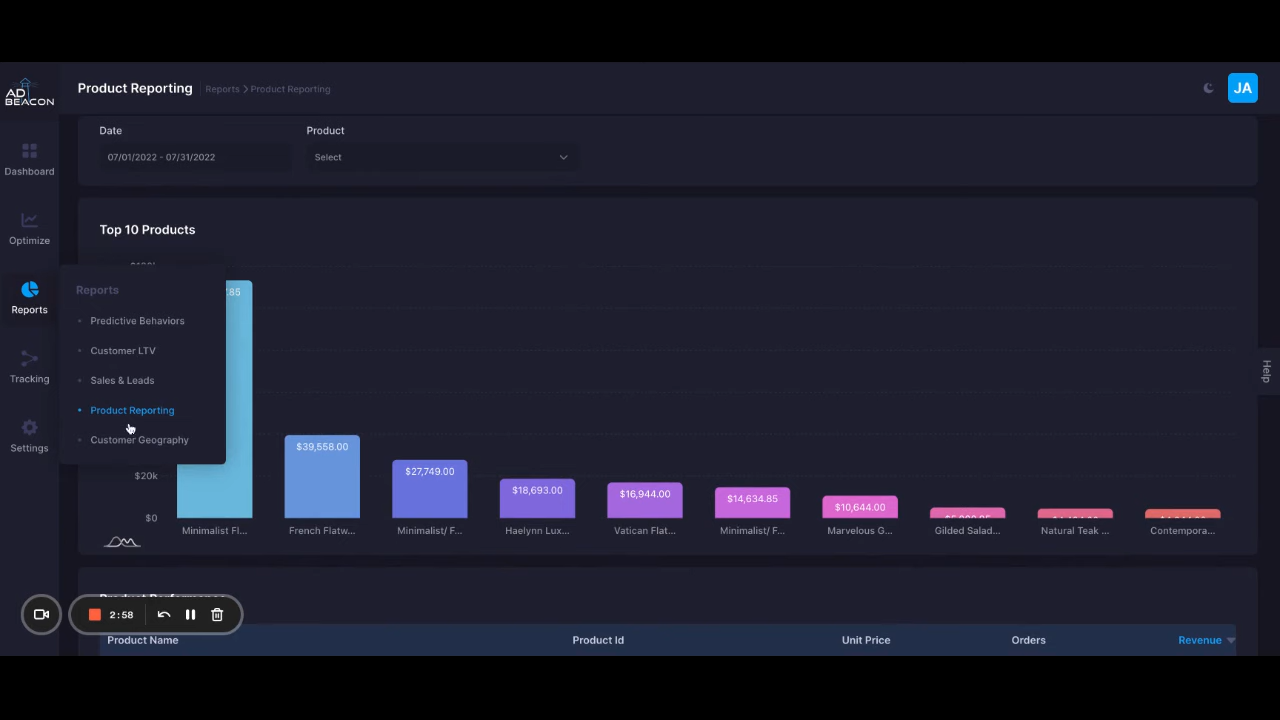 AD
BEACON
Product Reporting
Reports > Product Reporting
JA
Date
Product
07/01/2022 - 07/31/2022
Select
Dashboard
Optimize
Reports
Tracking
Settings
Reports
• Predictive Behaviors
• Customer LTV
• Sales & Leads
• Product Reporting
• Customer Geography
Top 10 Products
$20k
$0
$39,558.00
$27,749.00
$18,693.00
$16,944.00
$14,634.85
$10,644.00
Minimalist Fl...
French Flatw...
Minimalist/ F...
Haelynn Lux...
Vatican Flat...
Minimalist/ F...
Marvelous G...
Gilded Salad...
Natural Teak ...
Contempora...
Help
Product Performance
2:58
Product Name
Product Id
Unit Price
Orders
Revenue